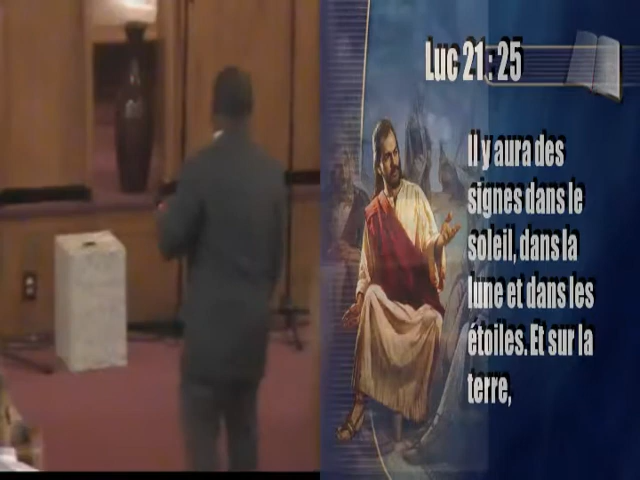 Luc 21 : 25
Il y aura des
signes dans le
soleil, dans la
lune et dans les
étoiles. Et sur la
terre,